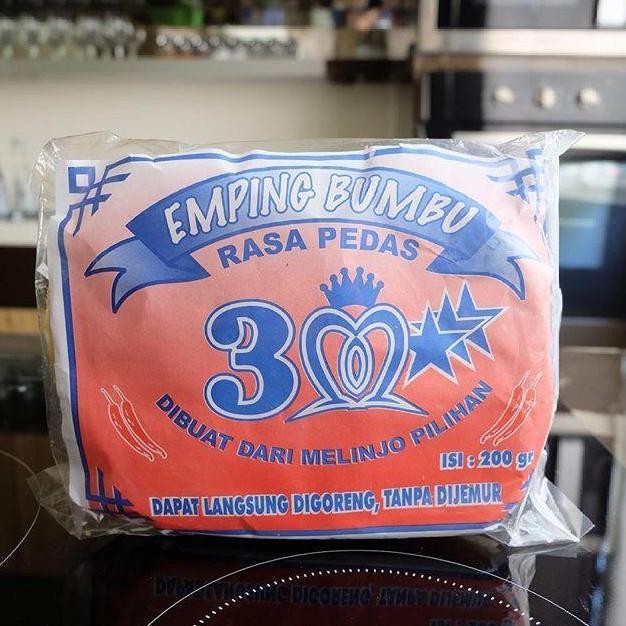 EMPING BUMBU
RASA PEDAS
3M
DIBUAT DARI MELINJO PILIHAN
ISI : 200 gr
DAPAT LANGSUNG DIGORENG, TANPA DIJEMUR